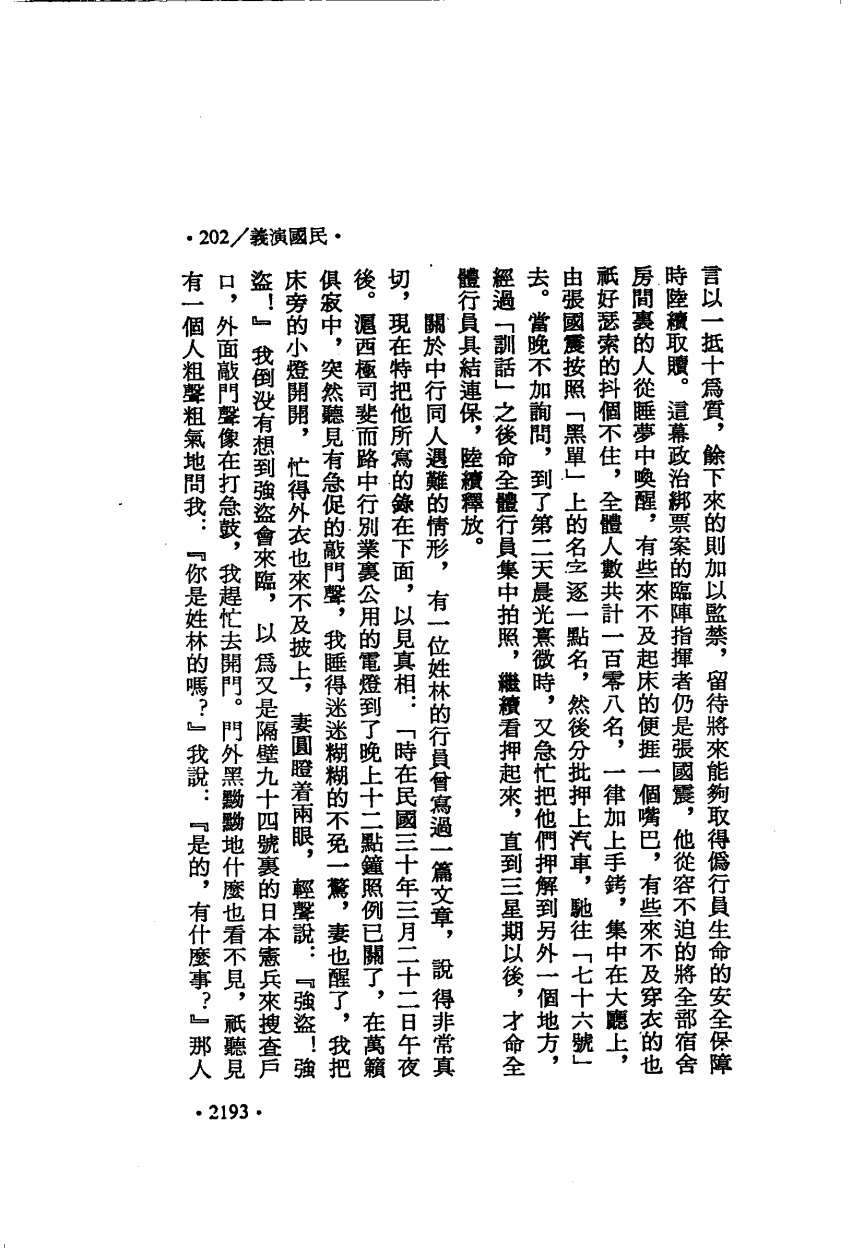 •202／義演國民•
言以一抵十爲質，餘下來的則加以監禁，留待將來能夠取得僞行員生命的安全保障
時陸續取贖。這幕政治綁票案的臨陣指揮者仍是張國震，他從容不迫的將全部宿舍
房間裏的人從睡夢中喚醒，有些來不及起床的便捱一個嘴巴，有些來不及穿衣的也
祇好瑟索的抖個不住，全體人數共計一百零八名，一律加上手銬，集中在大廳上，
由張國震按照「黑單」上的名字逐一點名，然後分批押上汽車，馳往「七十六號」
去。當晚不加詢問，到了第二天晨光熹微時，又急忙把他們押解到另外一個地方，
經過「訓話」之後命全體行員集中拍照，繼續看押起來，直到三星期以後，才命全
體行員具結連保，陸續釋放。
關於中行同人遇難的情形，有一位姓林的行員曾寫過一篇文章，說得非常真
切，現在特把他所寫的錄在下面，以見真相：「時在民國三十年三月二十二日午夜
後。滬西極司斐而路中行別業裏公用的電燈到了晚上十二點鐘照例已關了，在萬籟
俱寂中，突然聽見有急促的敲門聲，我睡得迷迷糊糊的不免一驚，妻也醒了，我把
床旁的小燈開開，忙得外衣也來不及披上，妻圓瞪着兩眼，輕聲說：『強盜！強
盜！』我倒没有想到強盜會來臨，以爲又是隔壁九十四號裏的日本憲兵來搜查戶
口，外面敲門聲像在打急鼓，我趕忙去開門。門外黑黝黝地什麼也看不見，祇聽見
有一個人粗聲粗氣地問我：『你是姓林的嗎？』我說：『是的，有什麼事？』那人
•2193•